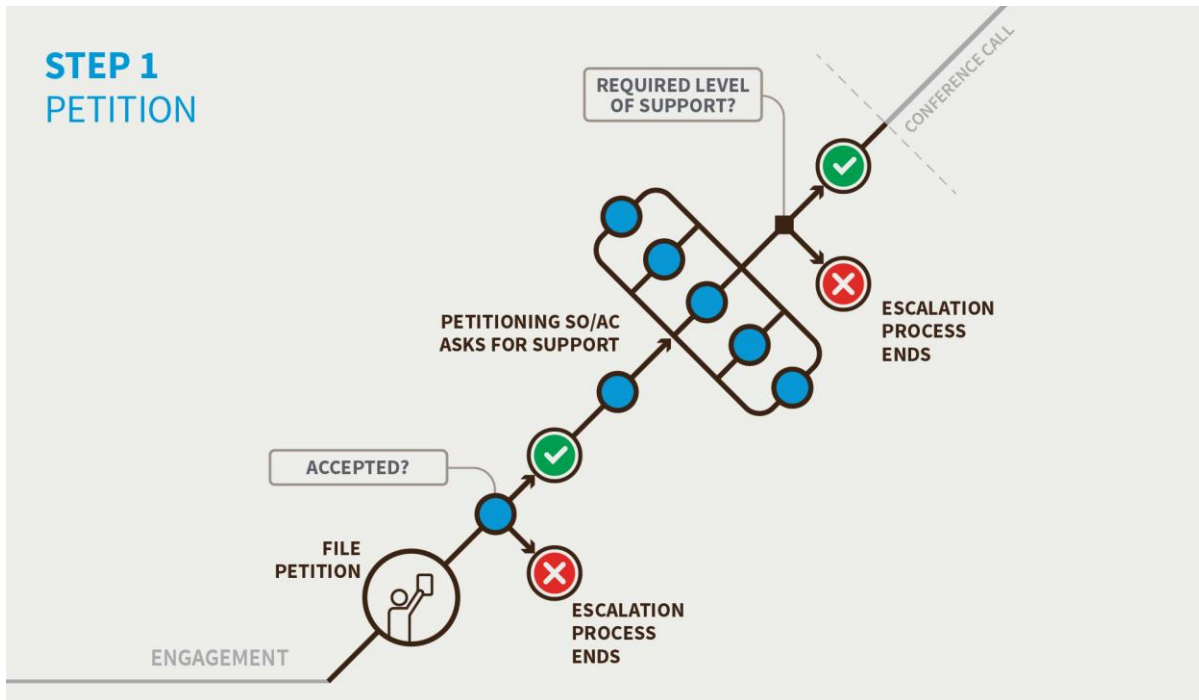 STEP 1
PETITION
REQUIRED LEVEL
OF SUPPORT?
CONFERENCE CALL
PETITIONING SO/AC
ASKS FOR SUPPORT
ESCALATION
PROCESS
ENDS
ACCEPTED?
FILE
PETITION
ESCALATION
PROCESS
ENDS
ENGAGEMENT